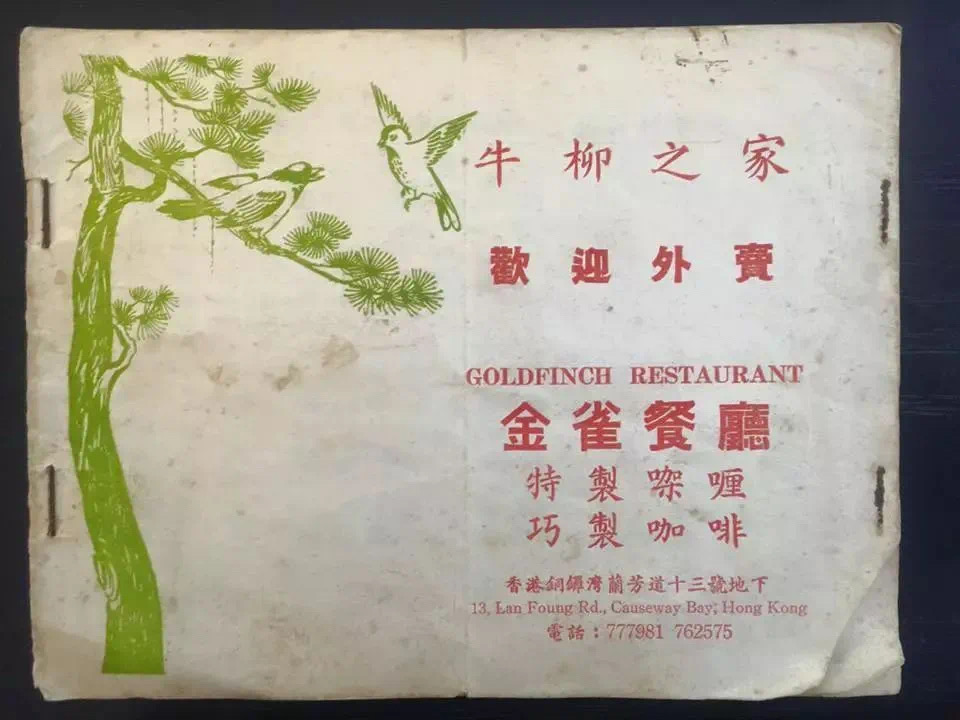 牛柳之家
歡迎外賣
GOLDFINCH RESTAURANT
金雀餐廳
特製㗎喱
巧製咖啡
香港銅鑼灣蘭芳道十三號地下
13, Lan Foung Rd., Causeway Bay, Hong Kong
電話：777981 762575